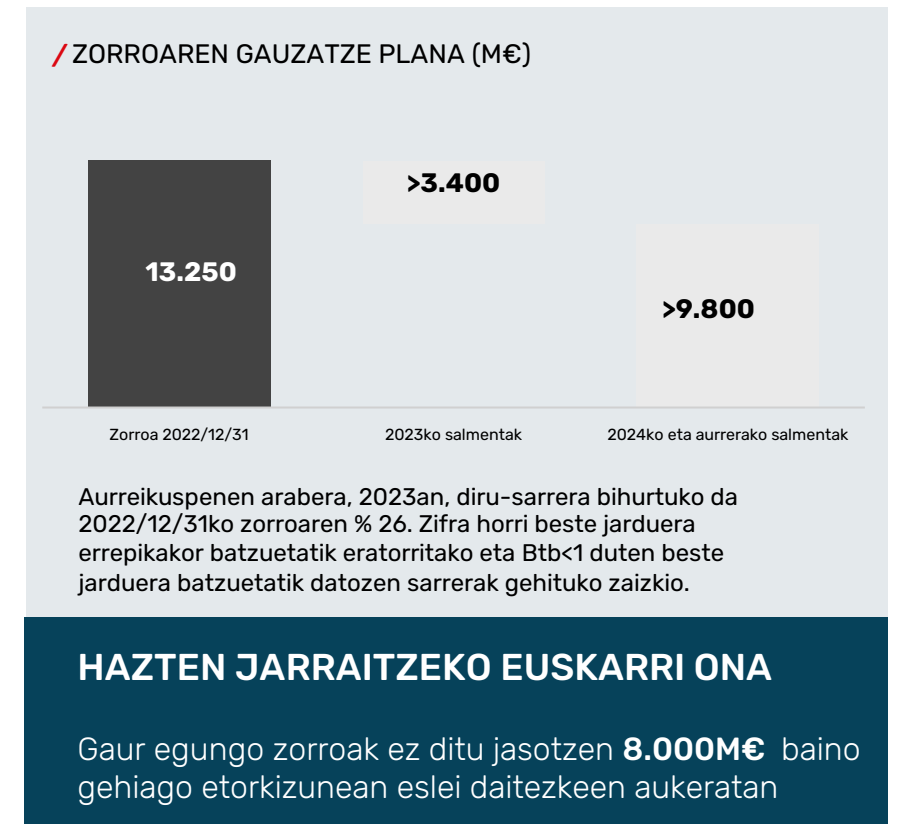 / ZORROAREN GAUZATZE PLANA (M€)
>3.400
13.250
>9.800
Zorroa 2022/12/31
2023ko salmentak
2024ko eta aurrerako salmentak
Aurreikuspenen arabera, 2023an, diru-sarrera bihurtuko da
2022/12/31ko zorroaren % 26. Zifra horri beste jarduera
errepikakor batzuetatik eratorritako eta Btb<1 duten beste
jarduera batzuetatik datozen sarrerak gehituko zaizkio.
HAZTEN JARRAITZEKO EUSKARRI ONA
Gaur egungo zorroak ez ditu jasotzen 8.000M€ baino
gehiago etorkizunean eslei daitezkeen aukeratan